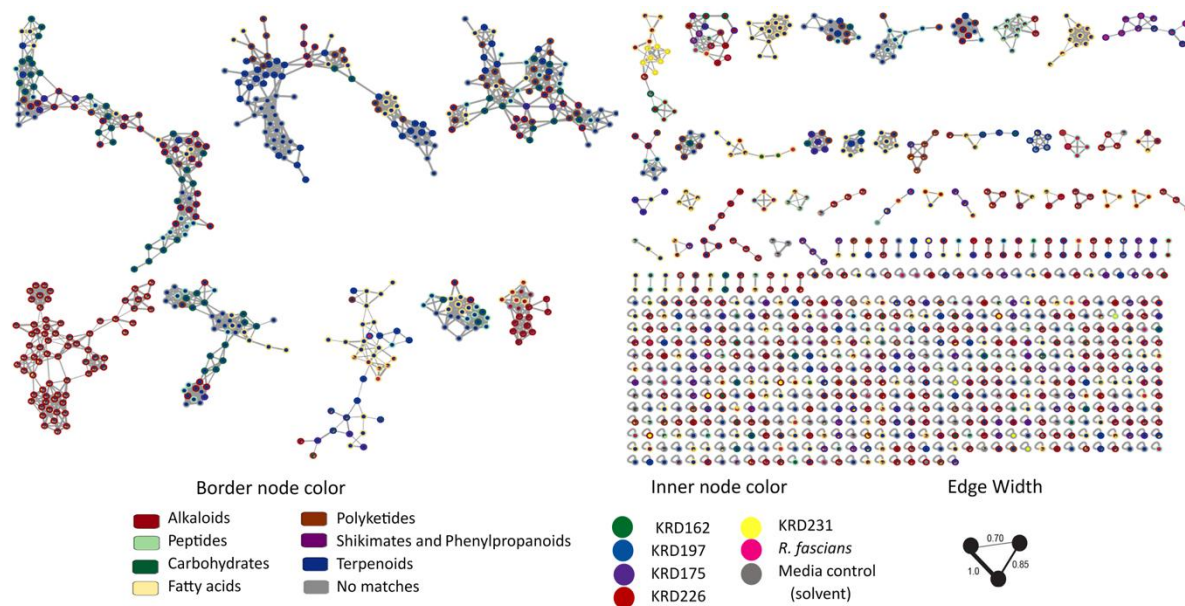 Border node color
Alkaloids
Peptides
Carbohydrates
Fatty acids
Polyketides
Shikimates and Phenylpropanoids
Terpenoids
No matches
Inner node color
KRD162
KRD197
KRD175
KRD226
KRD231
R. fascians
Media control
(solvent)
Edge Width
0.70
1.0
0.85